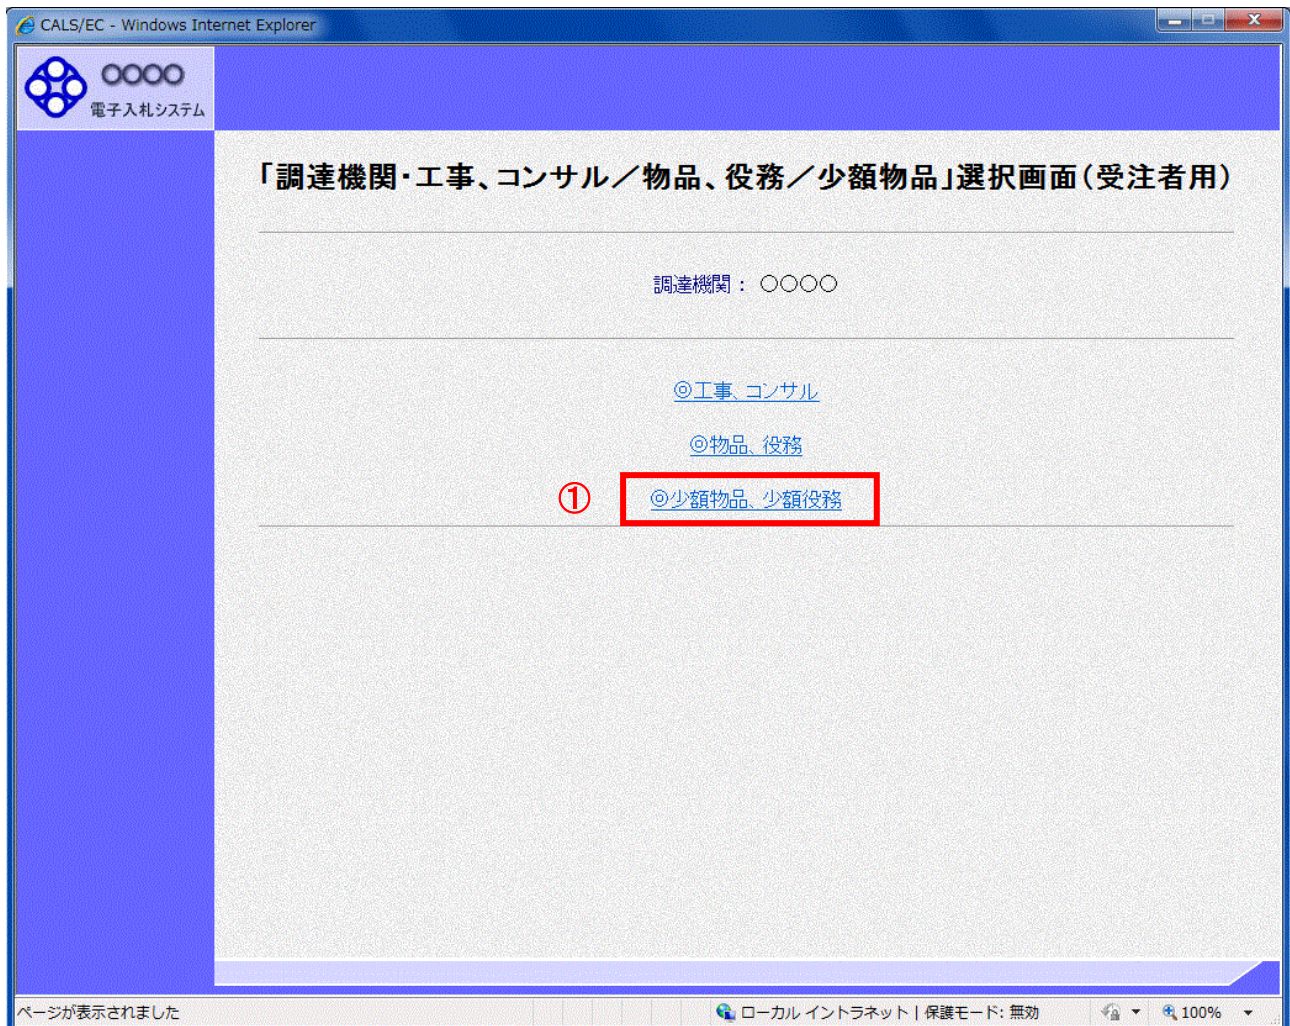 CALS/EC - Windows Internet Explorer
〇〇〇〇
電子入札システム
「調達機関・工事、コンサル／物品、役務／少額物品」選択画面（受注者用）
調達機関： 〇〇〇〇
◎工事、コンサル
◎物品、役務
① ◎少額物品、少額役務
ページが表示されました ローカル イントラネット | 保護モード: 無効 100%